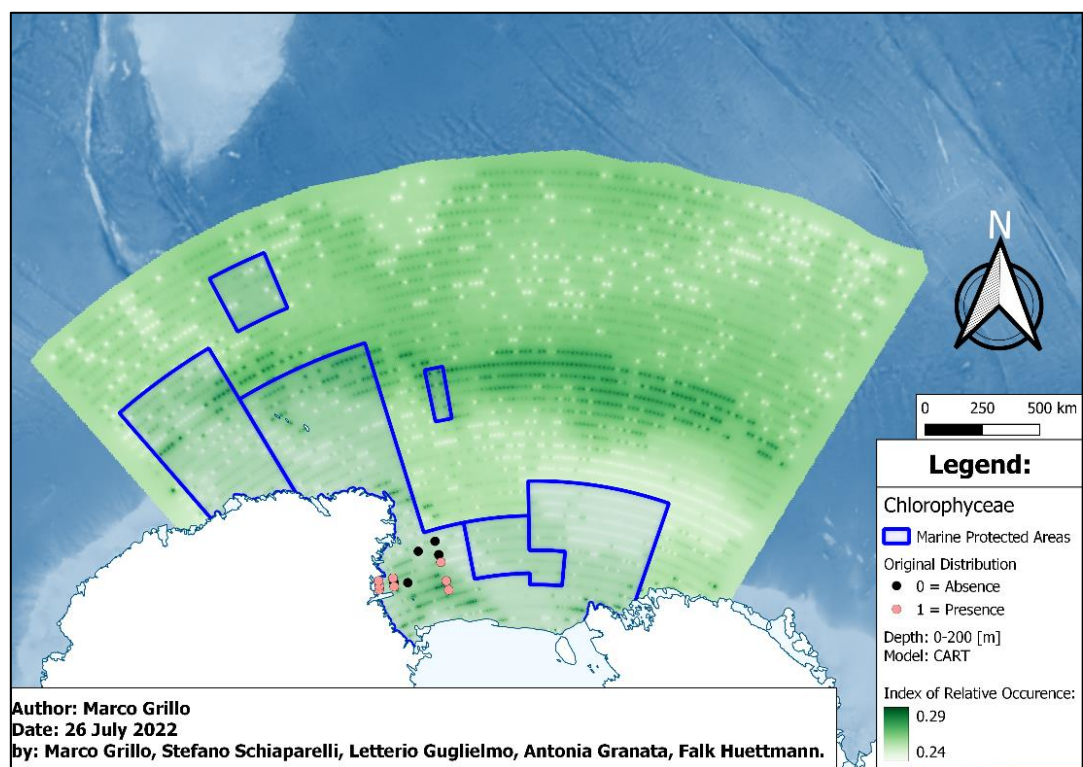 N
0 250 500 km
Legend:
Chlorophyceae
Marine Protected Areas
Original Distribution
0 = Absence
1 = Presence
Depth: 0-200 [m]
Model: CART
Index of Relative Occurence:
0.29
0.24
Author: Marco Grillo
Date: 26 July 2022
by: Marco Grillo, Stefano Schiaparelli, Letterio Guglielmo, Antonia Granata, Falk Huettmann.